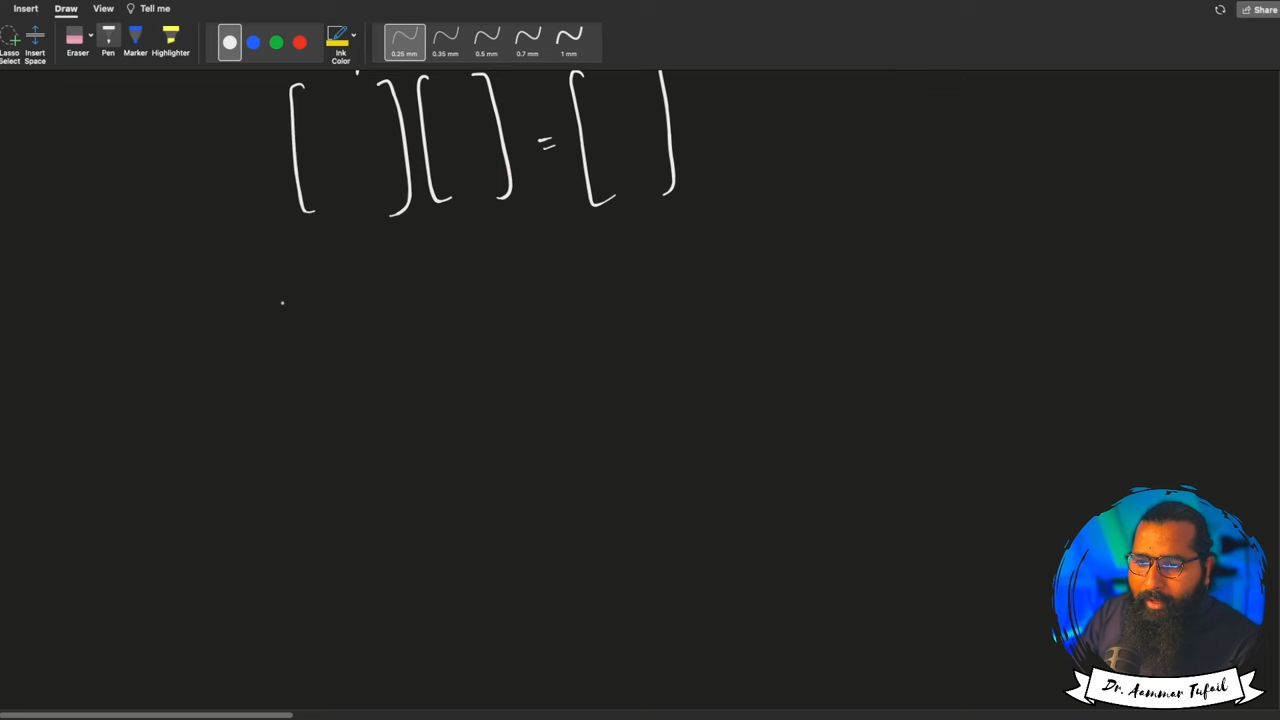 Insert Draw View Tell me Share
Lasso Select Insert Space Eraser Pen Marker Highlighter Ink Color 0.25 mm 0.35 mm 0.5 mm 0.7 mm 1 mm
[ ] [ ] = [ ]
Dr. Aammar Tufail